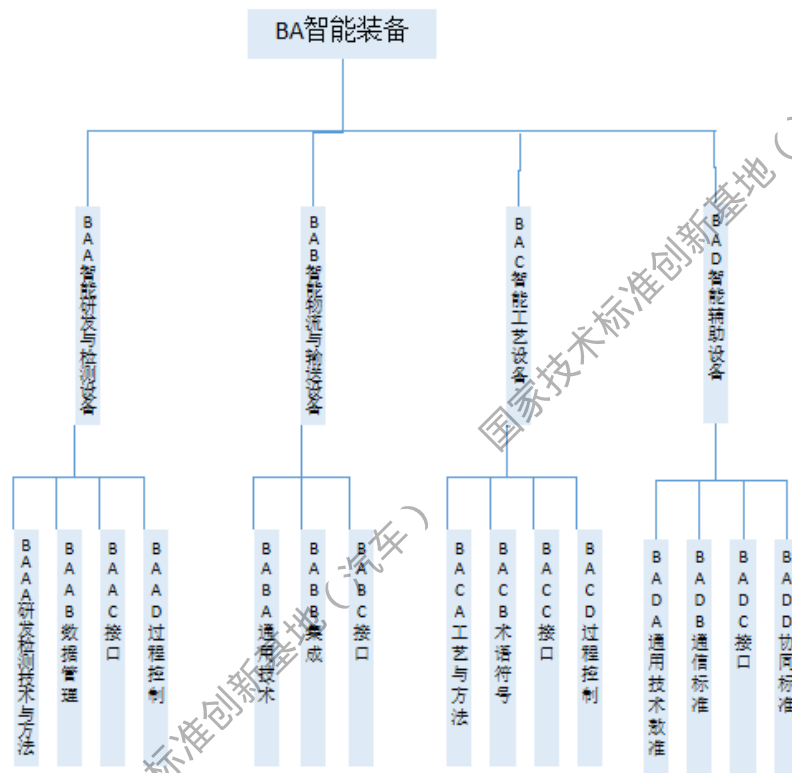 BA智能装备
BAA智能研发与检测设备
BAB智能物流与输送设备
BAC智能工艺设备
BAD智能辅助设备
BAAA研发检测技术与方法
BAAB数据管理
BAAC接口
BAAD过程控制
BABA通用技术
BABB集成
BABC接口
BACA工艺与方法
BACB术语符号
BACC接口
BACD过程控制
BADA通用技术数准
BADB通信标准
BADC接口
BADD协同标准
国家技术标准创新基地（
标准创新基地（汽车）